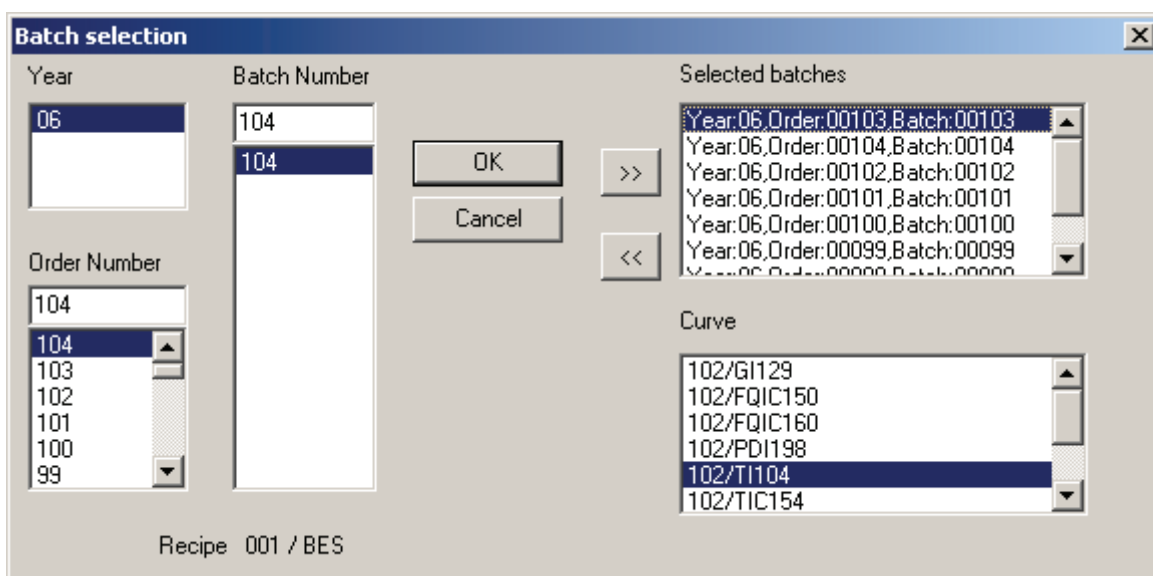 Batch selection
Year
06
Batch Number
104
104
OK
Cancel
>>
<<
Order Number
104
104
103
102
101
100
99
Selected batches
Year:06,Order:00103,Batch:00103
Year:06,Order:00104,Batch:00104
Year:06,Order:00102,Batch:00102
Year:06,Order:00101,Batch:00101
Year:06,Order:00100,Batch:00100
Year:06,Order:00099,Batch:00099
Curve
102/GI129
102/FQIC150
102/FQIC160
102/PDI198
102/TI104
102/TIC154
Recipe 001 / BES